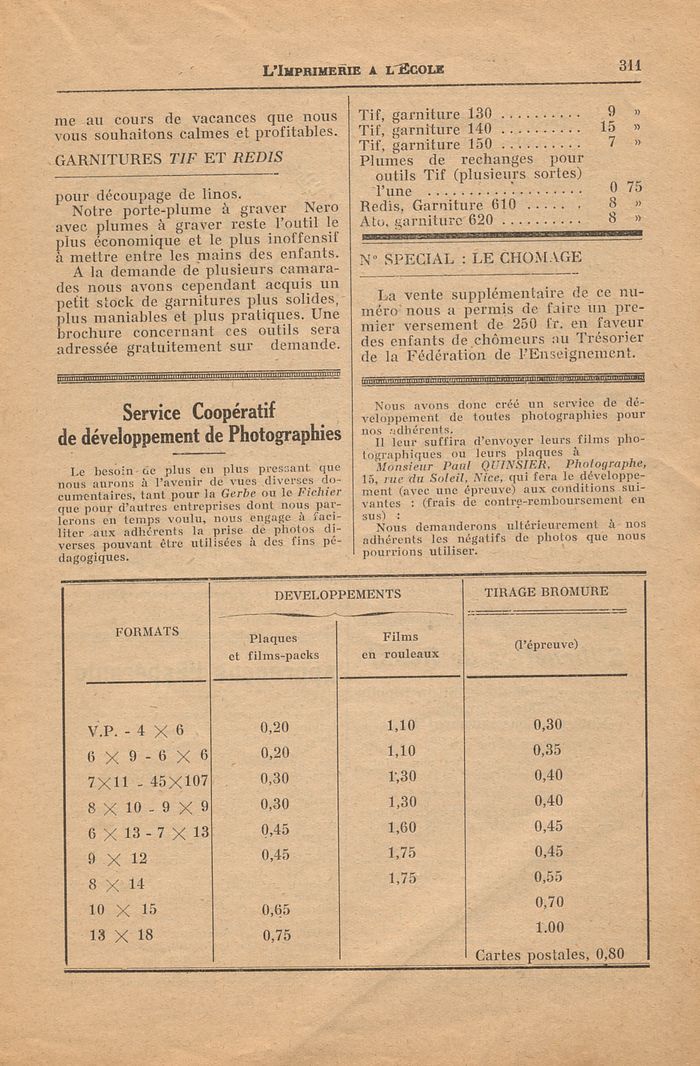 L'IMPRIMERIE A L'ÉCOLE 311
me au cours de vacances que nous
vous souhaitons calmes et profitables.
GARNITURES TIF ET REDIS
pour découpage de linos.
Notre porte-plume à graver Nero
avec plumes à graver reste l'outil le
plus économique et le plus inoffensif
à mettre entre les mains des enfants.
A la demande de plusieurs camara-
des nous avons cependant acquis un
petit stock de garnitures plus solides,
plus maniables et plus pratiques. Une
brochure concernant ces outils sera
adressée gratuitement sur demande.
Tif, garniture 130 .......... 9 »
Tif, garniture 140 .......... 15 »
Tif, garniture 150 .......... 7 »
Plumes de rechanges pour
outils Tif (plusieurs sortes)
l'une .................... 0 75
Redis, Garniture 610 ...... 8 »
Ato, garniture 620 .......... 8 »
N° SPECIAL : LE CHOMAGE
La vente supplémentaire de ce nu-
méro nous a permis de faire un pre-
mier versement de 250 fr. en faveur
des enfants de chômeurs au Trésorier
de la Fédération de l'Enseignement.
Service Coopératif
de développement de Photographies
Le besoin de plus en plus pressant que
nous aurons à l'avenir de vues diverses do-
cumentaires, tant pour la Gerbe ou le Fichier
que pour d'autres entreprises dont nous par-
lerons en temps voulu, nous engage à faci-
liter aux adhérents la prise de photos di-
verses pouvant être utilisées à des fins pé-
dagogiques.
Nous avons donc créé un service de dé-
veloppement de toutes photographies pour
nos adhérents.
Il leur suffira d'envoyer leurs films pho-
tographiques ou leurs plaques à
Monsieur Paul QUINSIER, Photographe,
15, rue du Soleil, Nice, qui fera le développe-
ment (avec une épreuve) aux conditions sui-
vantes : (frais de contre-remboursement en
sus) :
Nous demanderons ultérieurement à nos
adhérents les négatifs de photos que nous
pourrions utiliser.
DEVELOPPEMENTS TIRAGE BROMURE
FORMATS Plaques et films-packs Films en rouleaux (l'épreuve)
V.P. - 4 X 6 0,20 1,10 0,30
6 X 9 - 6 X 6 0,20 1,10 0,35
7X11 - 45X107 0,30 1,30 0,40
8 X 10 - 9 X 9 0,30 1,30 0,40
6 X 13 - 7 X 13 0,45 1,60 0,45
9 X 12 0,45 1,75 0,45
8 X 14 1,75 0,55
10 X 15 0,65 0,70
13 X 18 0,75 1.00
Cartes postales, 0,80